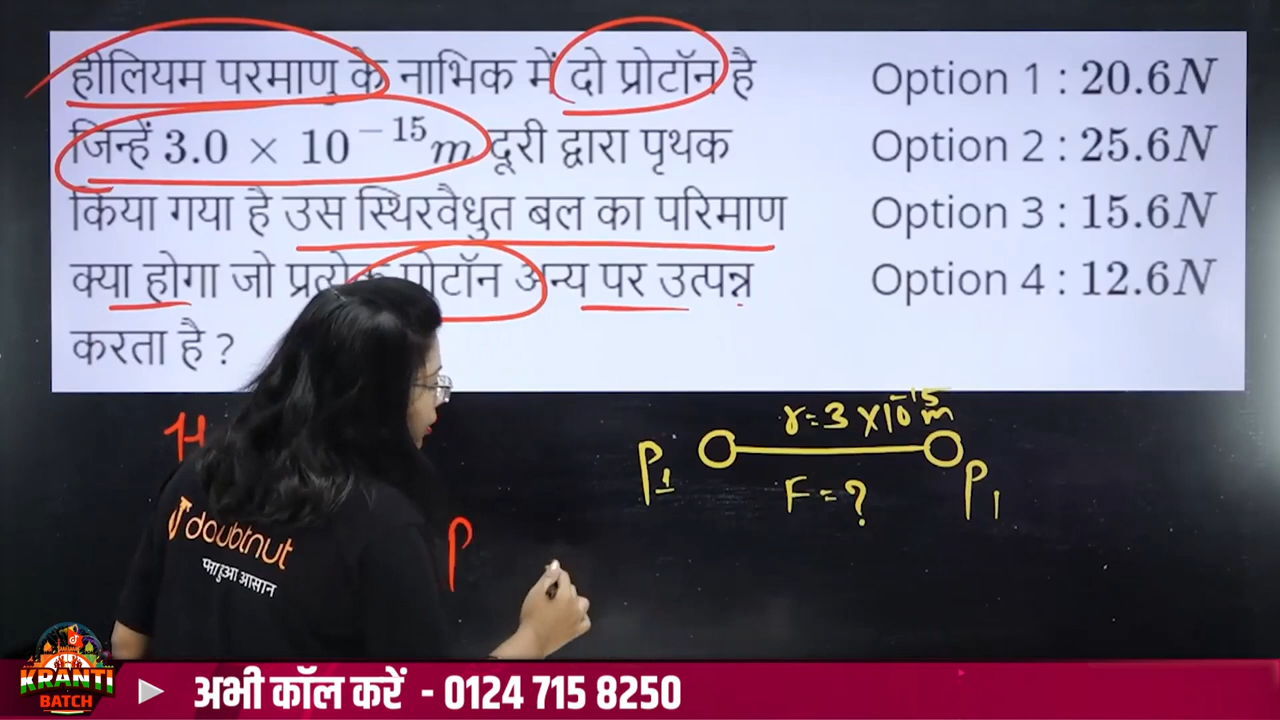 हीलियम परमाणु के नाभिक में दो प्रोटॉन है
जिन्हें 3.0 × 10⁻¹⁵m दूरी द्वारा पृथक
किया गया है उस स्थिरवैधुत बल का परिमाण
क्या होगा जो प्रत्येक प्रोटॉन अन्य पर उत्पन्न
करता है ?
Option 1 : 20.6N
Option 2 : 25.6N
Option 3 : 15.6N
Option 4 : 12.6N
r = 3 × 10⁻¹⁵ m
P₁
P₁
F = ?
H
P
doubtnut
KRANTI
BATCH
अभी कॉल करें - 0124 715 8250